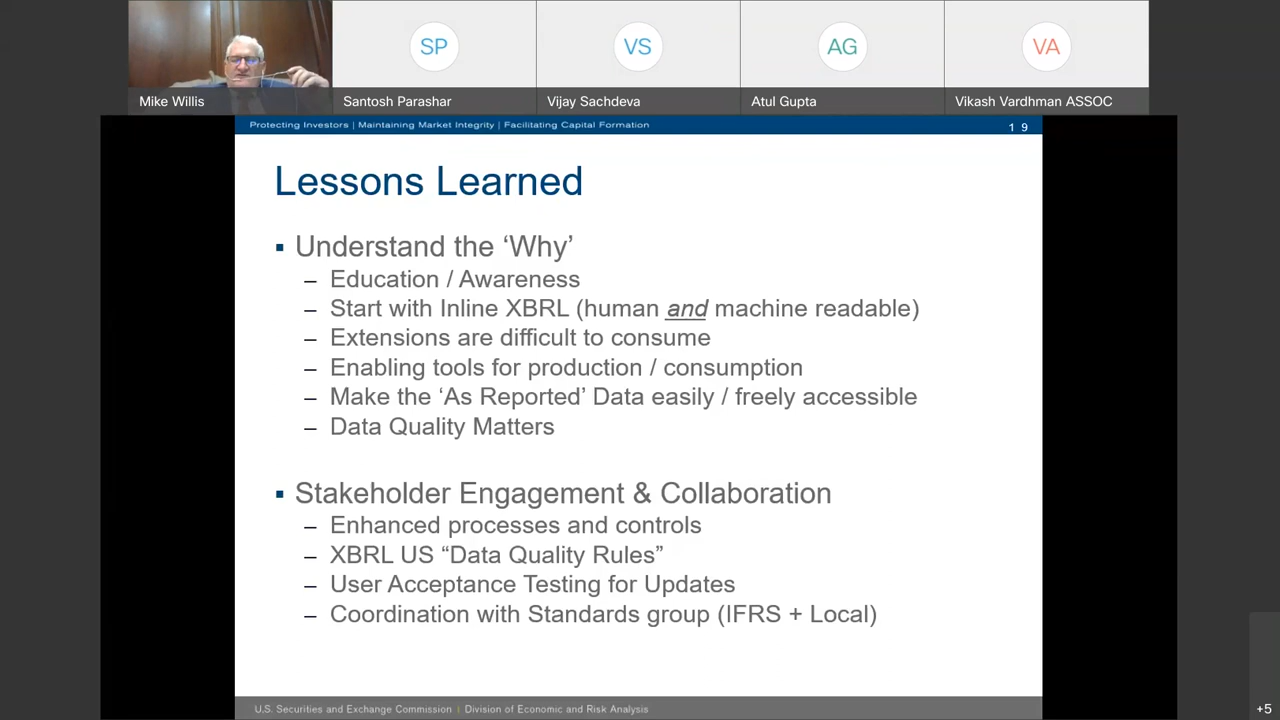 SP
VS
AG
VA
Mike Willis
Santosh Parashar
Vijay Sachdeva
Atul Gupta
Vikash Vardhman ASSOC
Protecting Investors | Maintaining Market Integrity | Facilitating Capital Formation
1 9
Lessons Learned
▪ Understand the ‘Why’
– Education / Awareness
– Start with Inline XBRL (human and machine readable)
– Extensions are difficult to consume
– Enabling tools for production / consumption
– Make the ‘As Reported’ Data easily / freely accessible
– Data Quality Matters
▪ Stakeholder Engagement & Collaboration
– Enhanced processes and controls
– XBRL US “Data Quality Rules”
– User Acceptance Testing for Updates
– Coordination with Standards group (IFRS + Local)
U.S. Securities and Exchange Commission | Division of Economic and Risk Analysis
+5